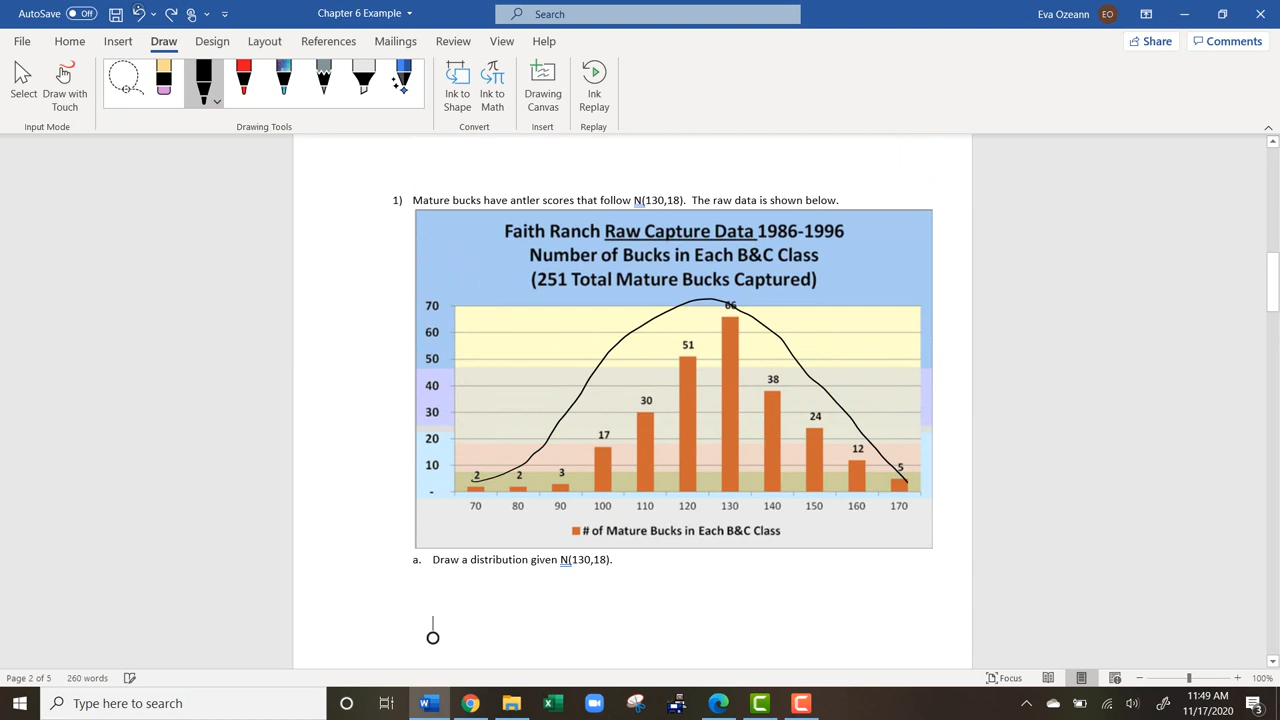 AutoSave Off Chapter 6 Example Search Eva Ozeann EO
File Home Insert Draw Design Layout References Mailings Review View Help Share Comments
Select Draw with Touch Ink to Shape Ink to Math Drawing Canvas Ink Replay
Input Mode Drawing Tools Convert Insert Replay
1) Mature bucks have antler scores that follow N(130,18). The raw data is shown below.
Faith Ranch Raw Capture Data 1986-1996
Number of Bucks in Each B&C Class
(251 Total Mature Bucks Captured)
70
60
50
40
30
20
10
-
2 2 3 17 30 51 66 38 24 12 5
70 80 90 100 110 120 130 140 150 160 170
# of Mature Bucks in Each B&C Class
a. Draw a distribution given N(130,18).
Page 2 of 5 260 words Focus 100%
Type here to search
11:49 AM
11/17/2020
3